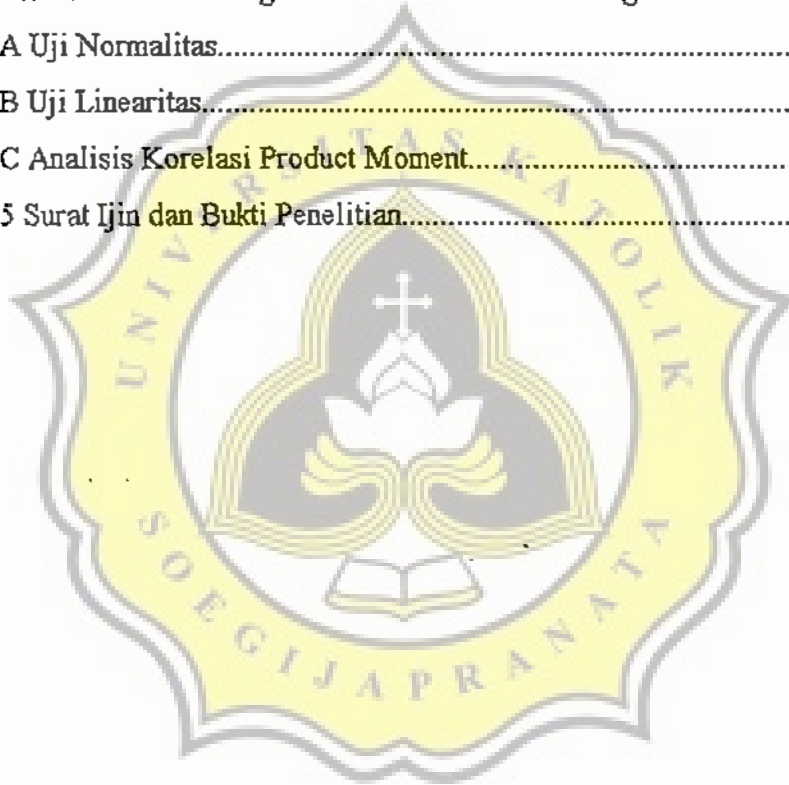 A Uji Normalitas
B Uji Linearitas
C Analisis Korelasi Product Moment
5 Surat Ijin dan Bukti Penelitian
UNIVERSITAS KATOLIK
SOEGIJAPRANATA